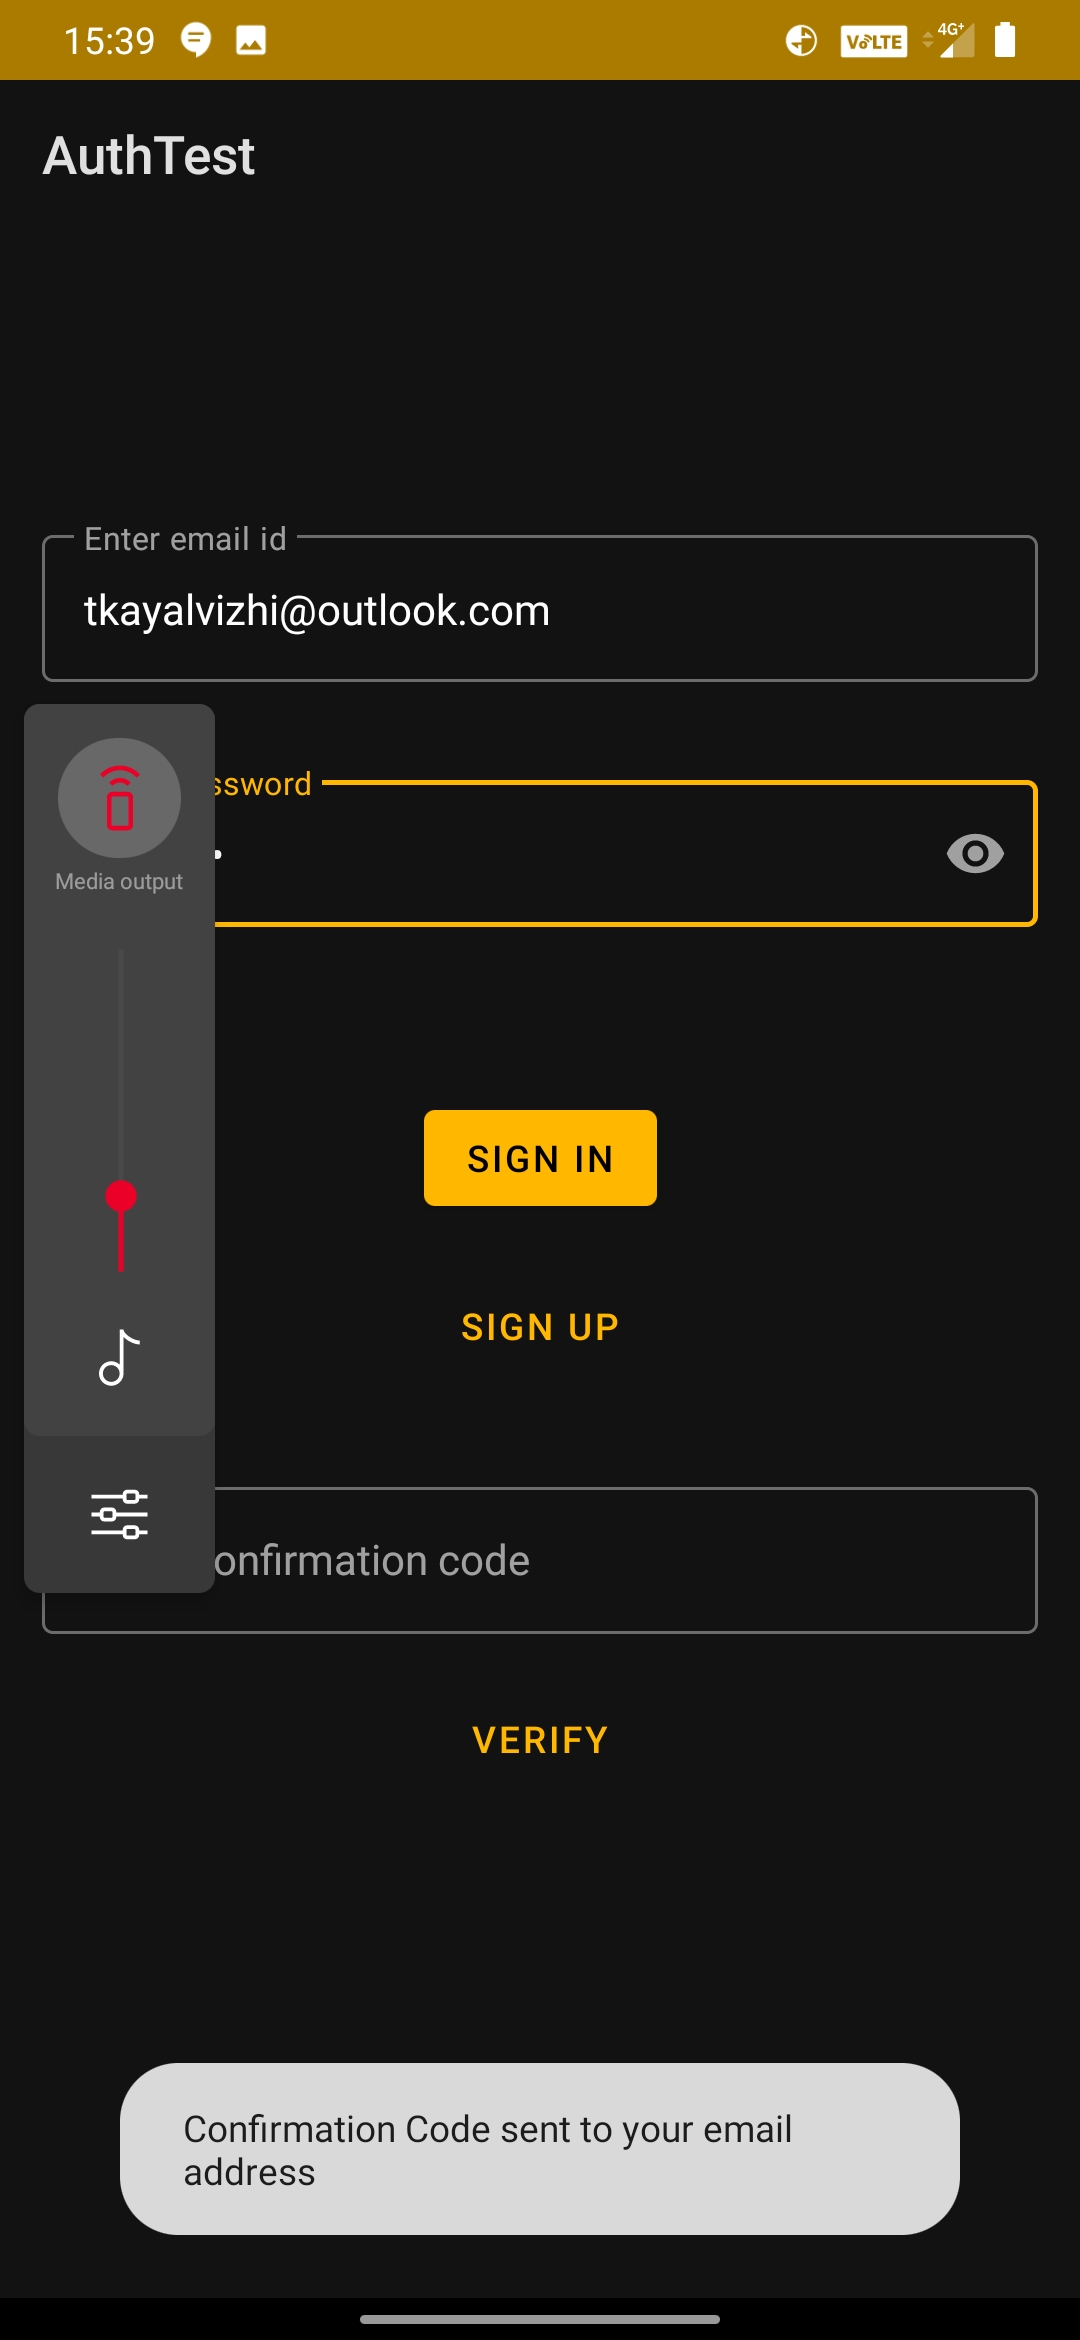 15:39
VoLTE 4G+
AuthTest
Enter email id
tkayalvizhi@outlook.com
ssword
Media output
SIGN IN
SIGN UP
onfirmation code
VERIFY
Confirmation Code sent to your email
address